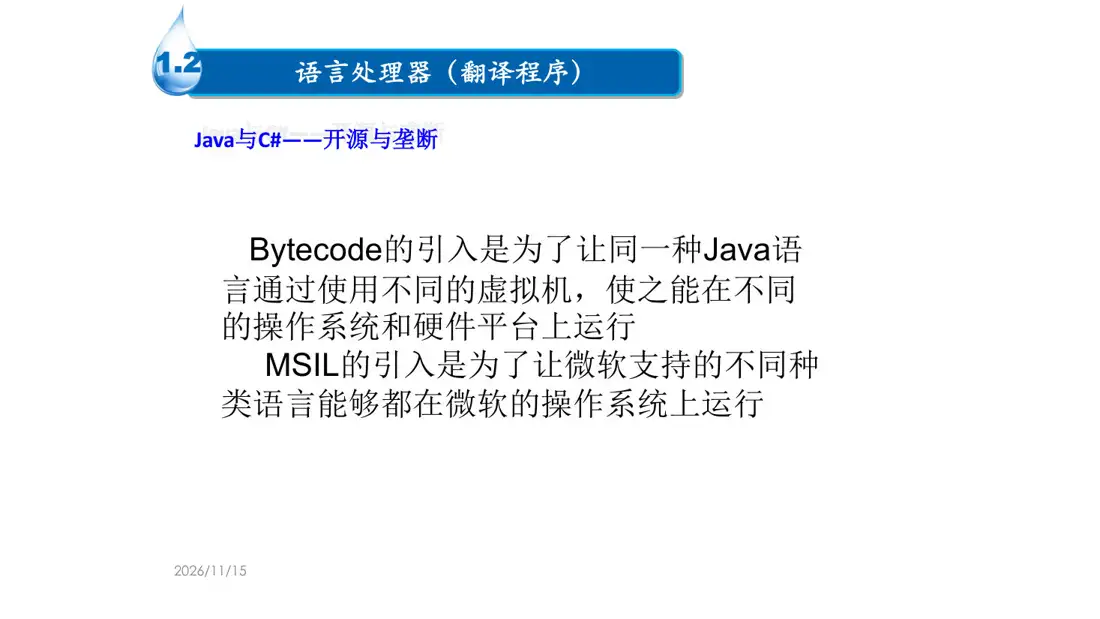 1.2
语言处理器（翻译程序）
Java与C#——开源与垄断
Bytecode的引入是为了让同一种Java语
言通过使用不同的虚拟机，使之能在不同
的操作系统和硬件平台上运行
MSIL的引入是为了让微软支持的不同种
类语言能够都在微软的操作系统上运行
2026/11/15